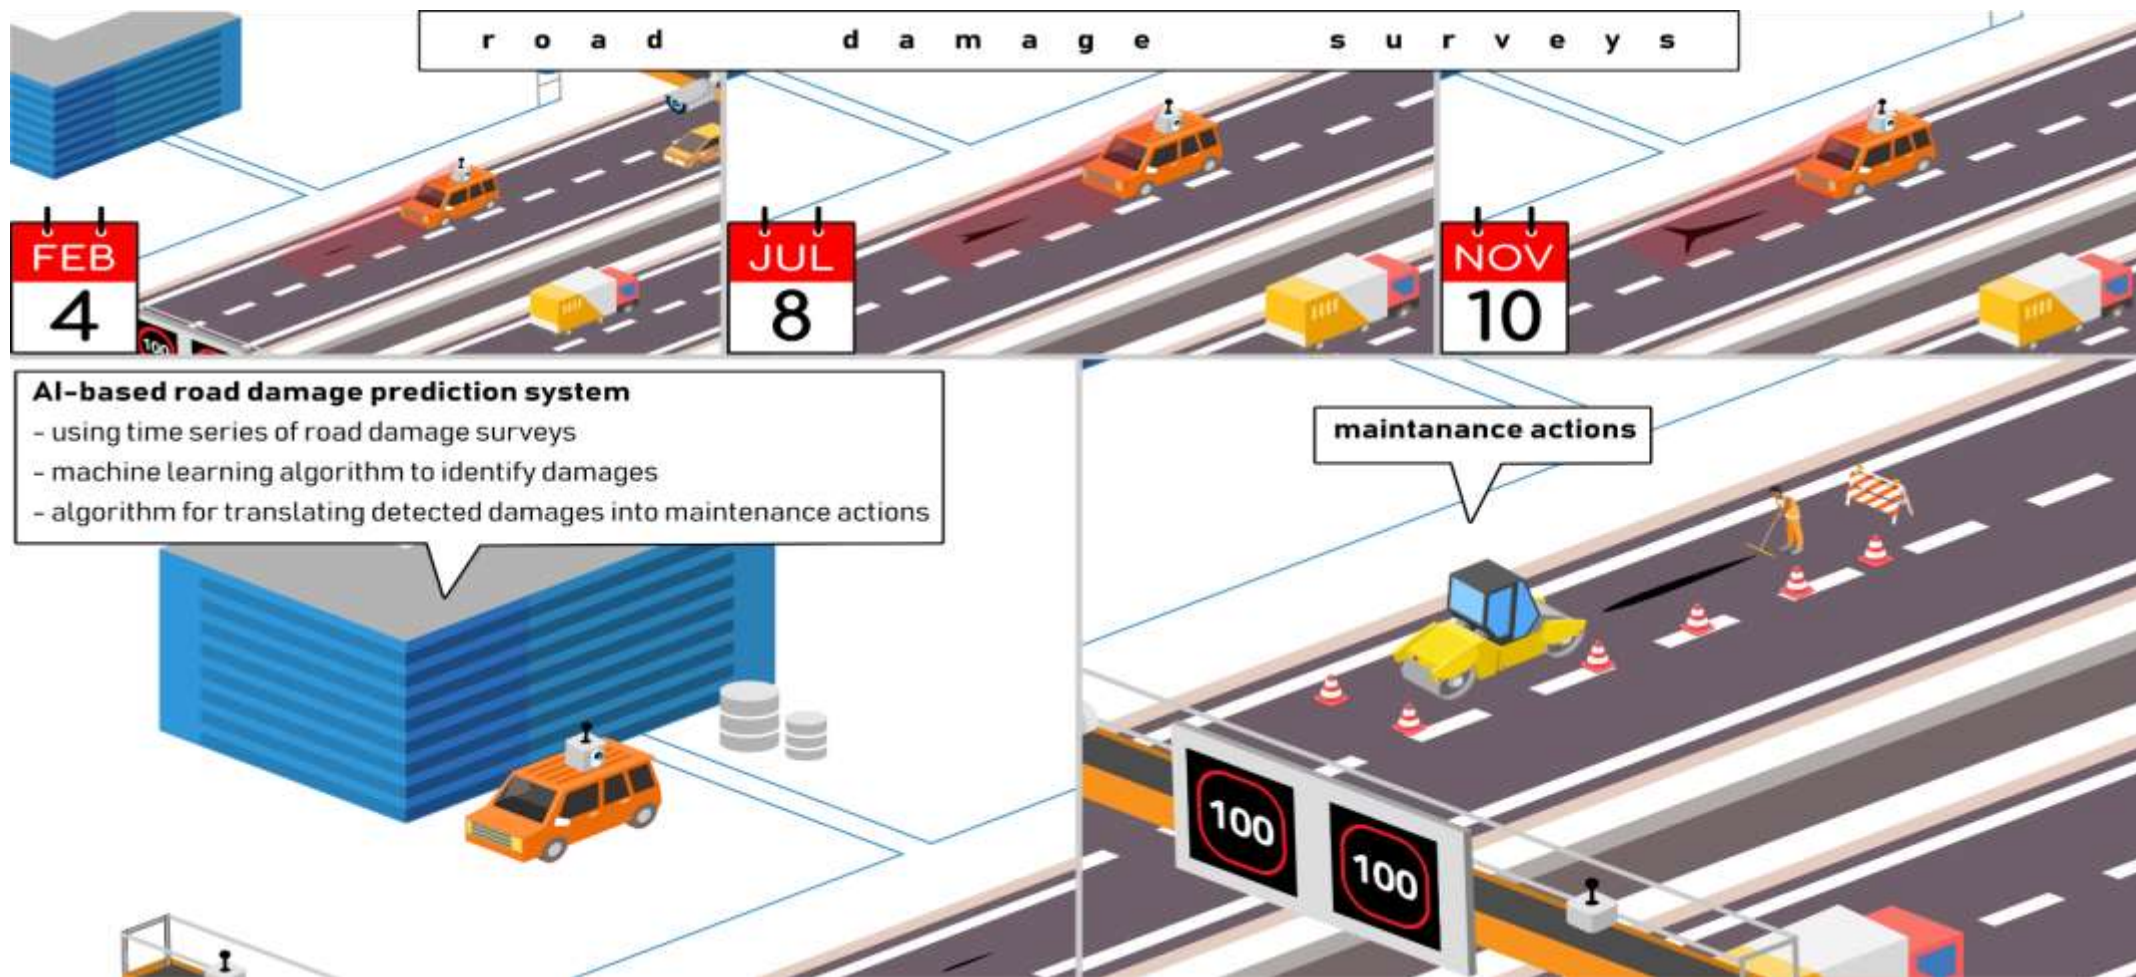 road damage surveys
FEB
4
JUL
8
NOV
10
100
AI-based road damage prediction system
- using time series of road damage surveys
- machine learning algorithm to identify damages
- algorithm for translating detected damages into maintenance actions
maintanance actions
100
100